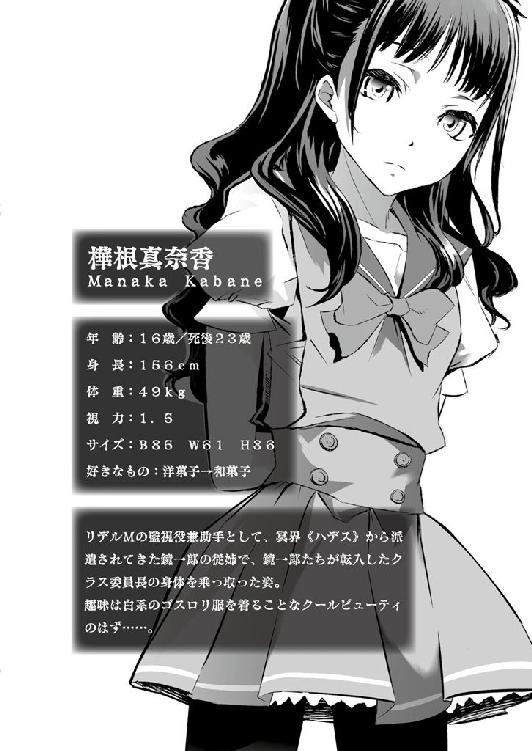 樺根真奈香
Manaka Kabane
年　齢：16歳／死後23歳
身　長：156cm
体　重：49kg
視　力：1．5
サイズ：B85　W61　H86
好きなもの：洋菓子→和菓子
リデルMの監視役兼助手として、冥界《ハデス》から派
遣されてきた鏡一郎の従姉で、鏡一郎たちが転入したク
ラス委員長の身体を乗っ取った姿。
趣味は白系のゴスロリ服を着ることなクールビューティ
のはず……。